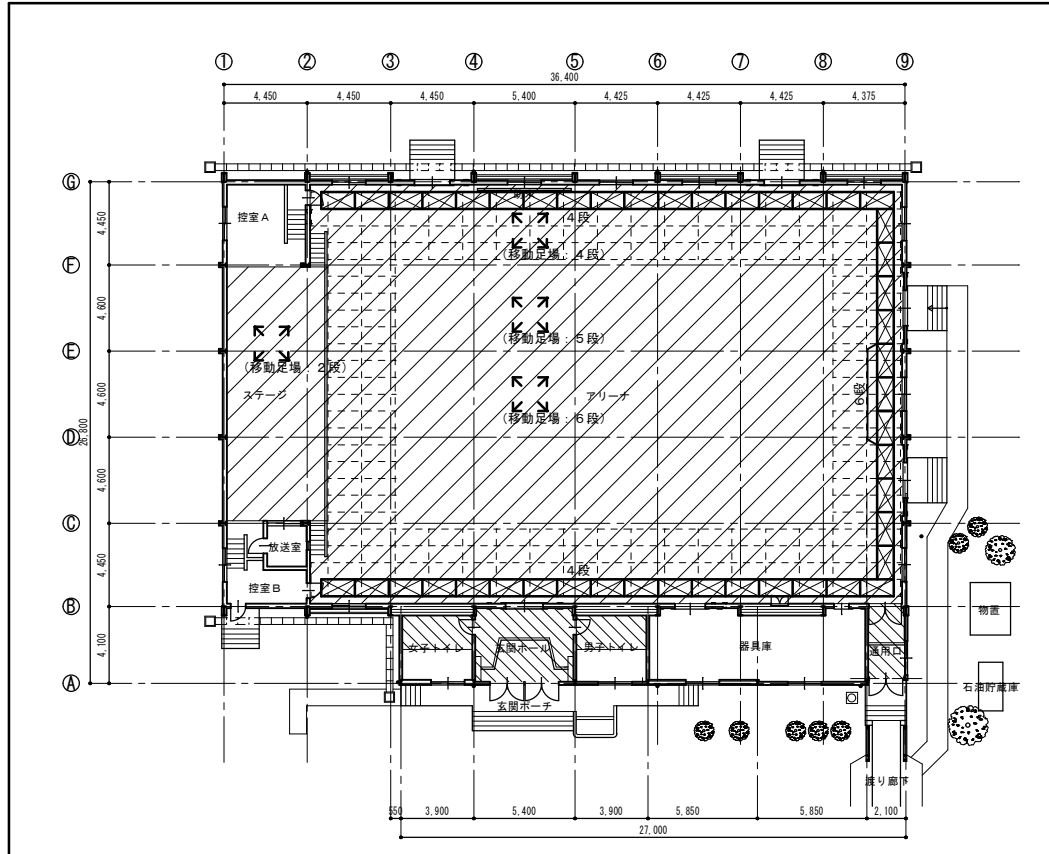 ① ② ③ ④ ⑤ ⑥ ⑦ ⑧ ⑨
36,400
4,450 4,450 4,450 5,400 4,425 4,425 4,425 4,375
Ⓖ
4,450
控室A
4段
(移動足場：4段)
Ⓕ
4,600
(移動足場：5段)
Ⓔ
(移動足場：2段)
4,600
ステージ
アリーナ
6段
(移動足場：6段)
Ⓓ
26,800
4,600
Ⓒ
放送室
4,450
4段
控室B
Ⓑ
物置
4,100
女子トイレ
玄関ホール
男子トイレ
器具庫
通用口
Ⓐ
石油貯蔵庫
玄関ポーチ
渡り廊下
550 3,900 5,400 3,900 5,850 5,850 2,100
27,000